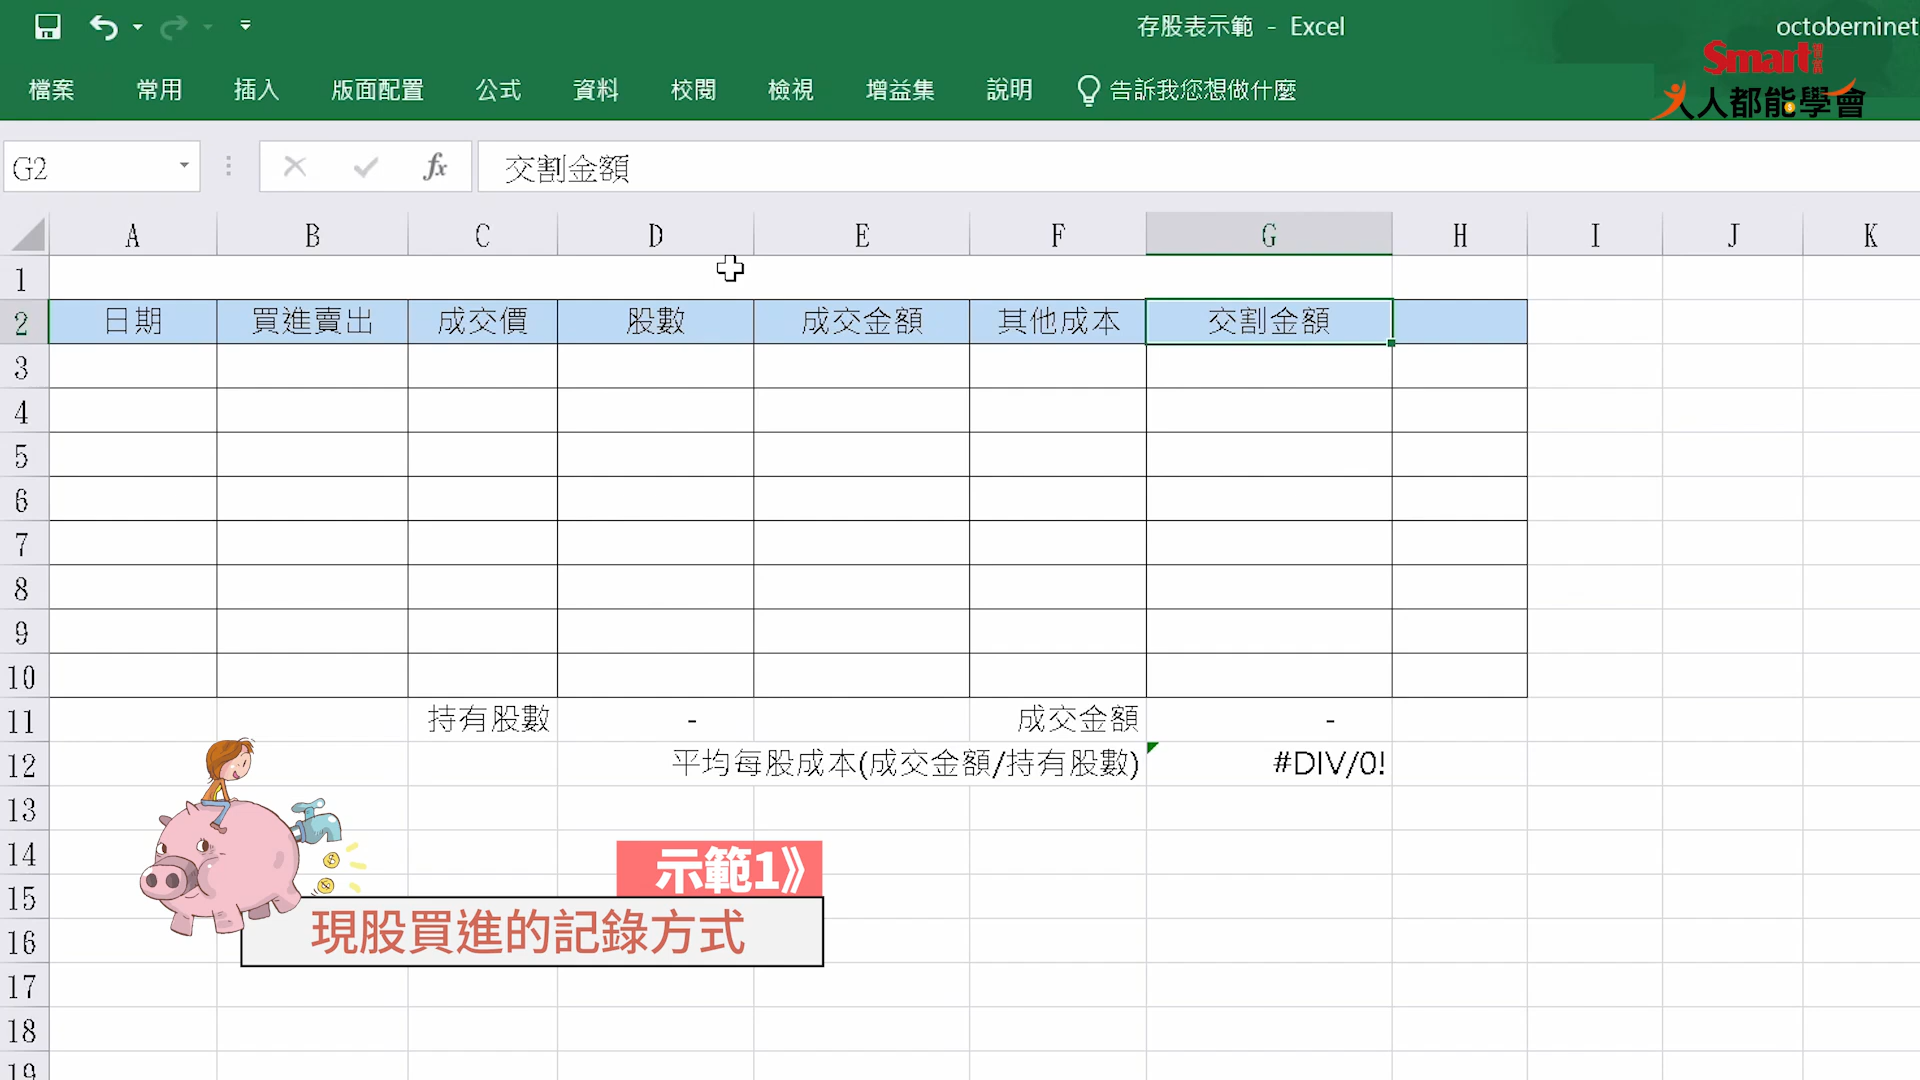 存股表示範 - Excel
octoberninet
Smart
人人都能學會
檔案 常用 插入 版面配置 公式 資料 校閱 檢視 增益集 說明 告訴我您想做什麼
G2 fx 交割金額
A B C D E F G H I J K
1
2 日期 買進賣出 成交價 股數 成交金額 其他成本 交割金額
3
4
5
6
7
8
9
10
11 持有股數 - 成交金額 -
12 平均每股成本(成交金額/持有股數) #DIV/0!
13
14
示範1》
15
16
現股買進的記錄方式
17
18
19